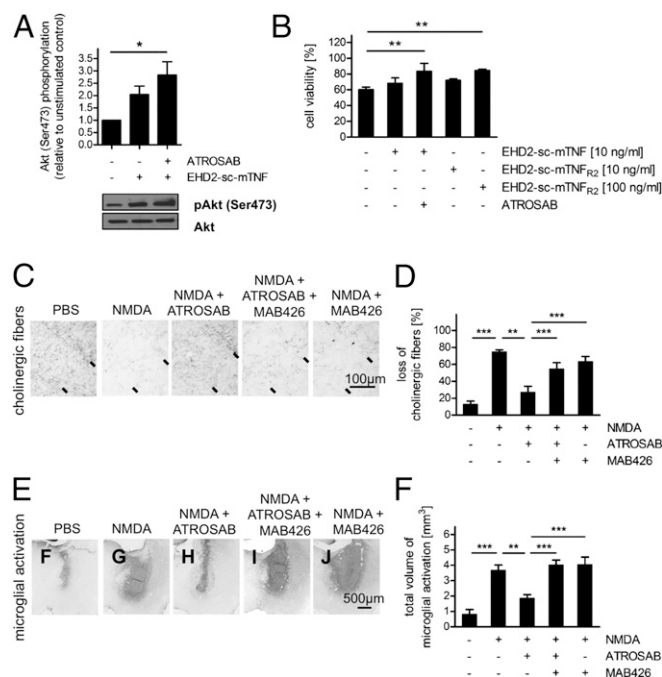 A
Akt (Ser473) phosphorylation
(relative to unstimulated control)
3.5
3.0
2.5
2.0
1.5
1.0
0.5
0.0
*
- - + ATROSAB
- + + EHD2-sc-mTNF
pAkt (Ser473)
Akt
B
cell viability [%]
100
80
60
40
20
0
**
**
- + + - - EHD2-sc-mTNF [10 ng/ml]
- - - + - EHD2-sc-mTNFR2 [10 ng/ml]
- - - - + EHD2-sc-mTNFR2 [100 ng/ml]
- - + - - ATROSAB
C
cholinergic fibers
PBS
NMDA
NMDA +
ATROSAB
NMDA +
ATROSAB +
MAB426
NMDA +
MAB426
100µm
D
loss of
cholinergic fibers [%]
100
80
60
40
20
0
*** ** ***
***
- + + + + NMDA
- - + + - ATROSAB
- - - + + MAB426
E
microglial activation
PBS
NMDA
NMDA +
ATROSAB
NMDA +
ATROSAB +
MAB426
NMDA +
MAB426
F
G
H
I
J
500µm
F
total volume of
microglial activation [mm³]
6
5
4
3
2
1
0
*** ** ***
***
- + + + + NMDA
- - + + - ATROSAB
- - - + + MAB426